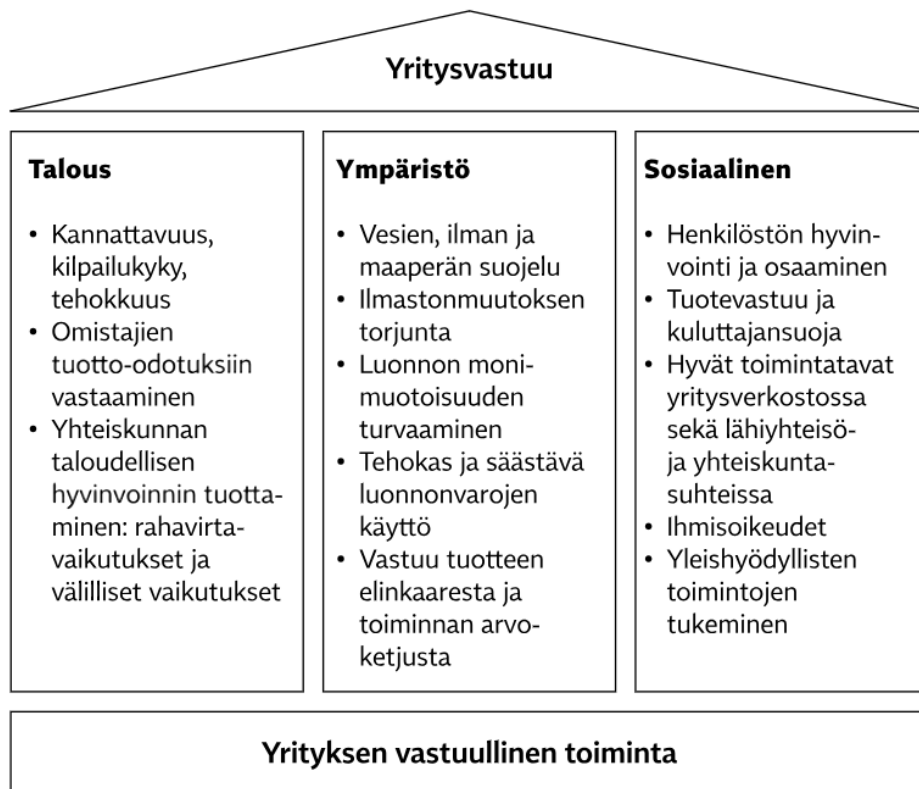 Yritysvastuu
Talous
• Kannattavuus,
kilpailukyky,
tehokkuus
• Omistajien
tuotto-odotuksiin
vastaaminen
• Yhteiskunnan
taloudellisen
hyvinvoinnin tuotta-
minen: rahavirta-
vaikutukset ja
välilliset vaikutukset
Ympäristö
• Vesien, ilman ja
maaperän suojelu
• Ilmastonmuutoksen
torjunta
• Luonnon moni-
muotoisuuden
turvaaminen
• Tehokas ja säästävä
luonnonvarojen
käyttö
• Vastuu tuotteen
elinkaaresta ja
toiminnan arvo-
ketjusta
Sosiaalinen
• Henkilöstön hyvin-
vointi ja osaaminen
• Tuotevastuu ja
kuluttajansuoja
• Hyvät toimintatavat
yritysverkostossa
sekä lähiyhteisö-
ja yhteiskunta-
suhteissa
• Ihmisoikeudet
• Yleishyödyllisten
toimintojen
tukeminen
Yrityksen vastuullinen toiminta